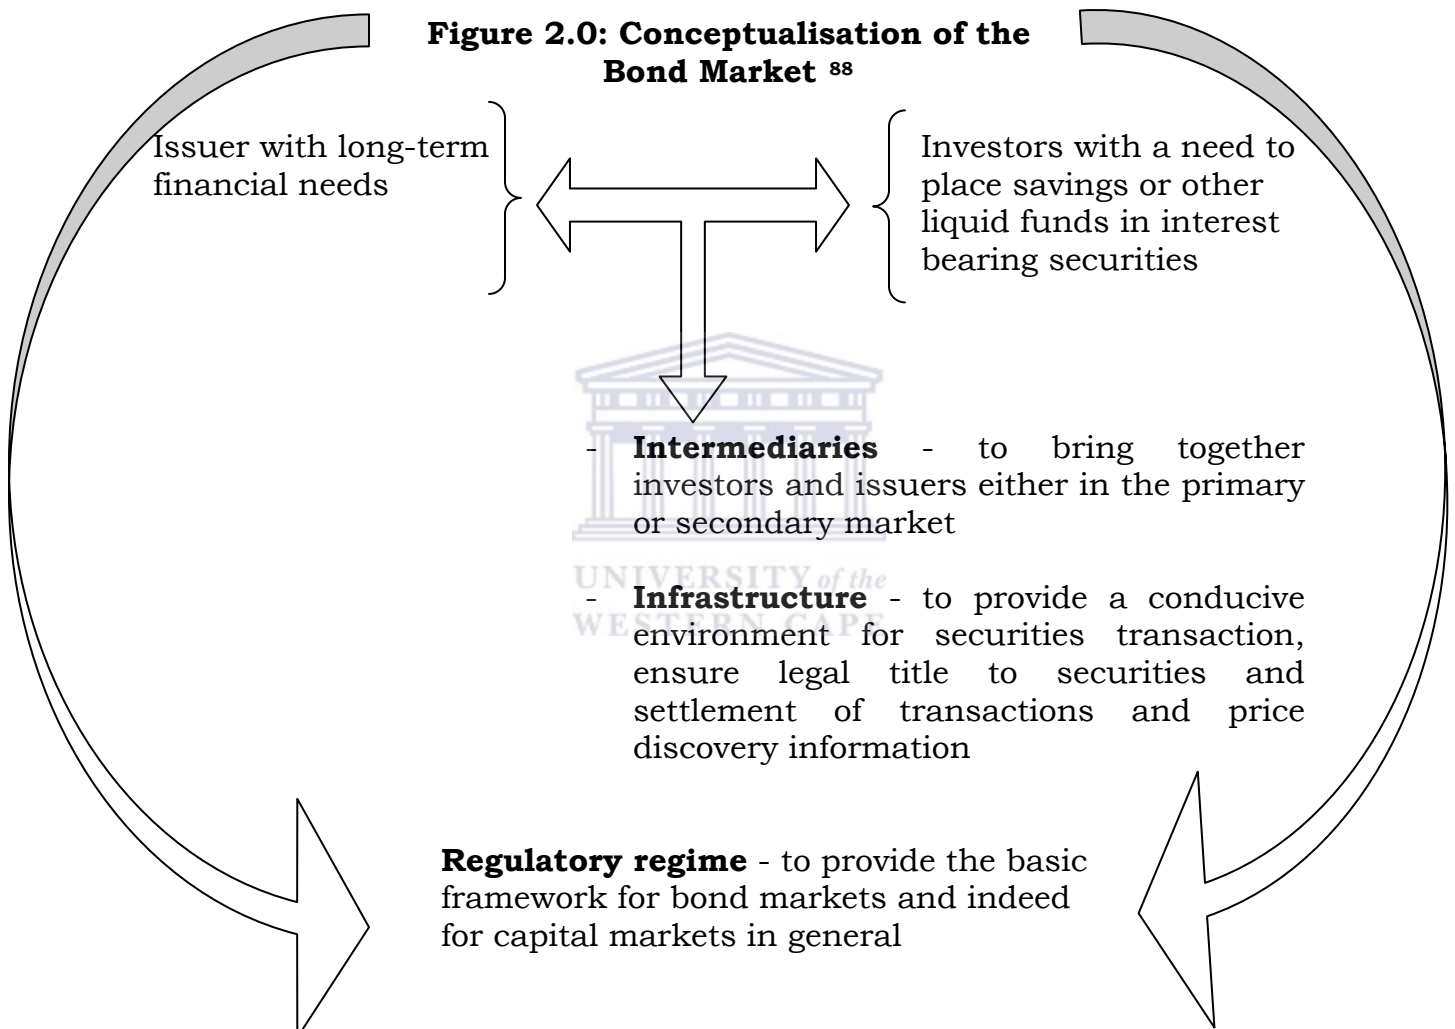 Figure 2.0: Conceptualisation of the
Bond Market 88
Issuer with long-term
financial needs
Investors with a need to
place savings or other
liquid funds in interest
bearing securities
- Intermediaries - to bring together
investors and issuers either in the primary
or secondary market
UNIVERSITY of the
WESTERN CAPE
- Infrastructure - to provide a conducive
environment for securities transaction,
ensure legal title to securities and
settlement of transactions and price
discovery information
Regulatory regime - to provide the basic
framework for bond markets and indeed
for capital markets in general